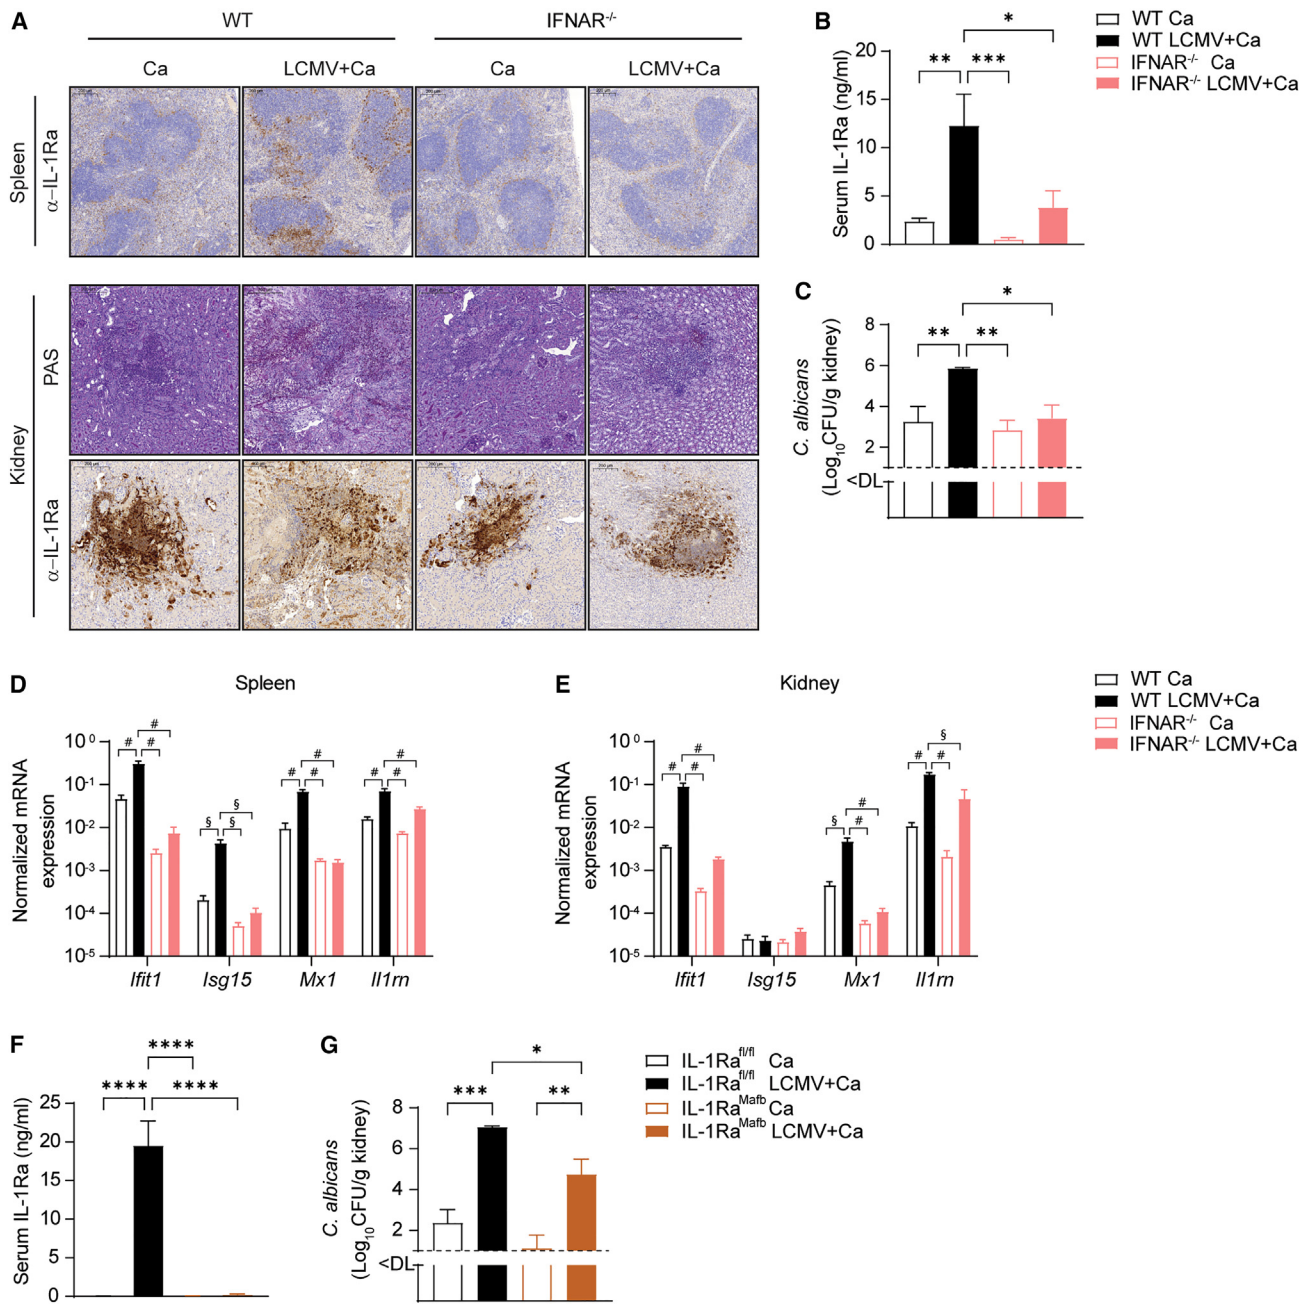 A
WT
IFNAR-/-
Ca
LCMV+Ca
Ca
LCMV+Ca
Spleen
α–IL-1Ra
Kidney
PAS
α–IL-1Ra
B
**
***
*
20
15
10
5
0
Serum IL-1Ra (ng/ml)
WT Ca
WT LCMV+Ca
IFNAR-/- Ca
IFNAR-/- LCMV+Ca
C
**
**
*
8
6
4
2
<DL
C. albicans
(Log10CFU/g kidney)
D
Spleen
Normalized mRNA
expression
10 0
10-1
10-2
10-3
10-4
10-5
# # #
§ § §
# # #
# # #
Ifit1 Isg15 Mx1 Il1rn
E
Kidney
Normalized mRNA
expression
10 0
10-1
10-2
10-3
10-4
10-5
# # #
§ # #
# # §
Ifit1 Isg15 Mx1 Il1rn
WT Ca
WT LCMV+Ca
IFNAR-/- Ca
IFNAR-/- LCMV+Ca
F
****
**** ****
25
20
15
10
5
0
Serum IL-1Ra (ng/ml)
G
*
*** **
8
6
4
2
<DL
C. albicans
(Log10CFU/g kidney)
IL-1Rafl/fl Ca
IL-1Rafl/fl LCMV+Ca
IL-1RaMafb Ca
IL-1RaMafb LCMV+Ca